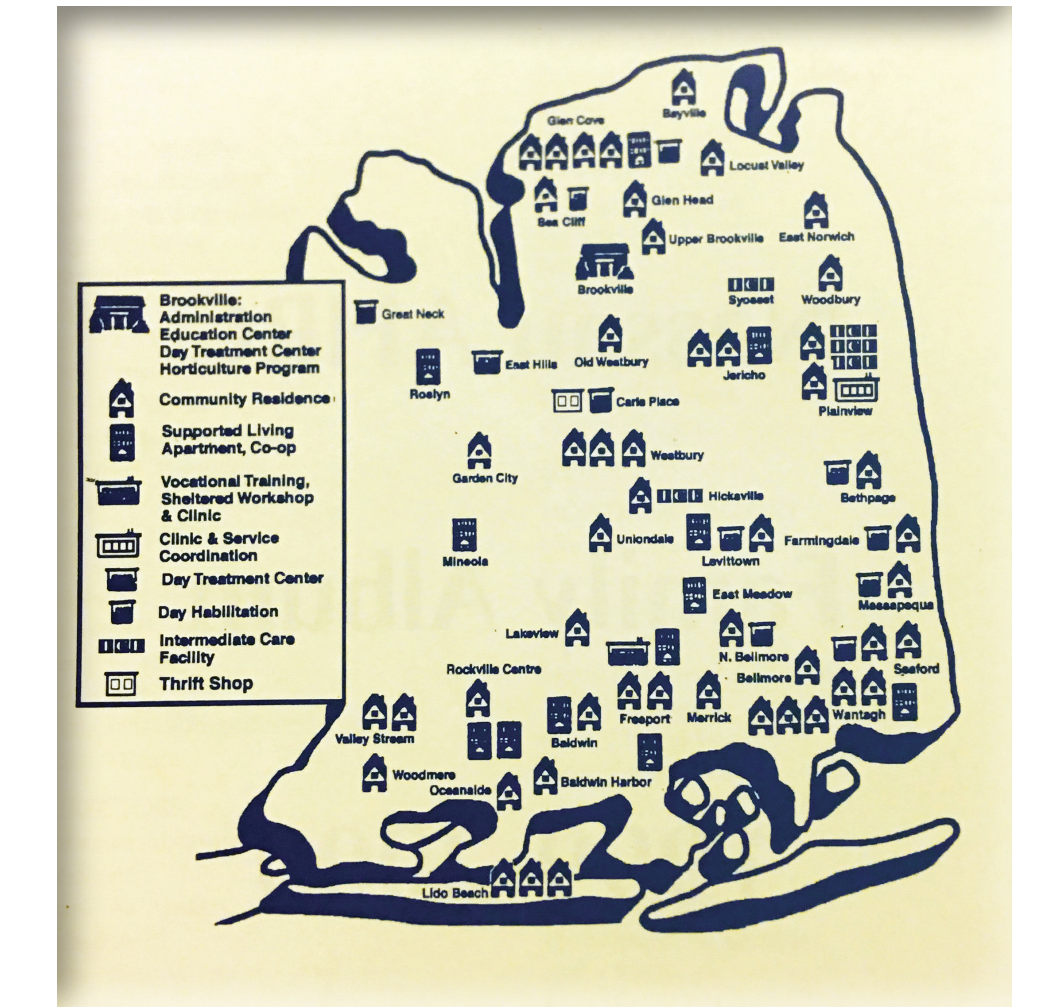 Bayville
Glen Cove
Locust Valley
Glen Head
Sea Cliff
Upper Brookville
East Norwich
Brookville
Syosset
Woodbury
Great Neck
East Hills
Old Westbury
Jericho
Roslyn
Carle Place
Plainview
Garden City
Westbury
Bethpage
Hicksville
Uniondale
Levittown
Farmingdale
Mineola
East Meadow
Massapequa
Lakeview
N. Bellmore
Bellmore
Seaford
Rockville Centre
Freeport
Merrick
Wantagh
Valley Stream
Baldwin
Woodmere
Oceanside
Baldwin Harbor
Lido Beach
Brookville:
Administration
Education Center
Day Treatment Center
Horticulture Program
Community Residence
Supported Living
Apartment, Co-op
Vocational Training,
Sheltered Workshop
& Clinic
Clinic & Service
Coordination
Day Treatment Center
Day Habilitation
Intermediate Care
Facility
Thrift Shop